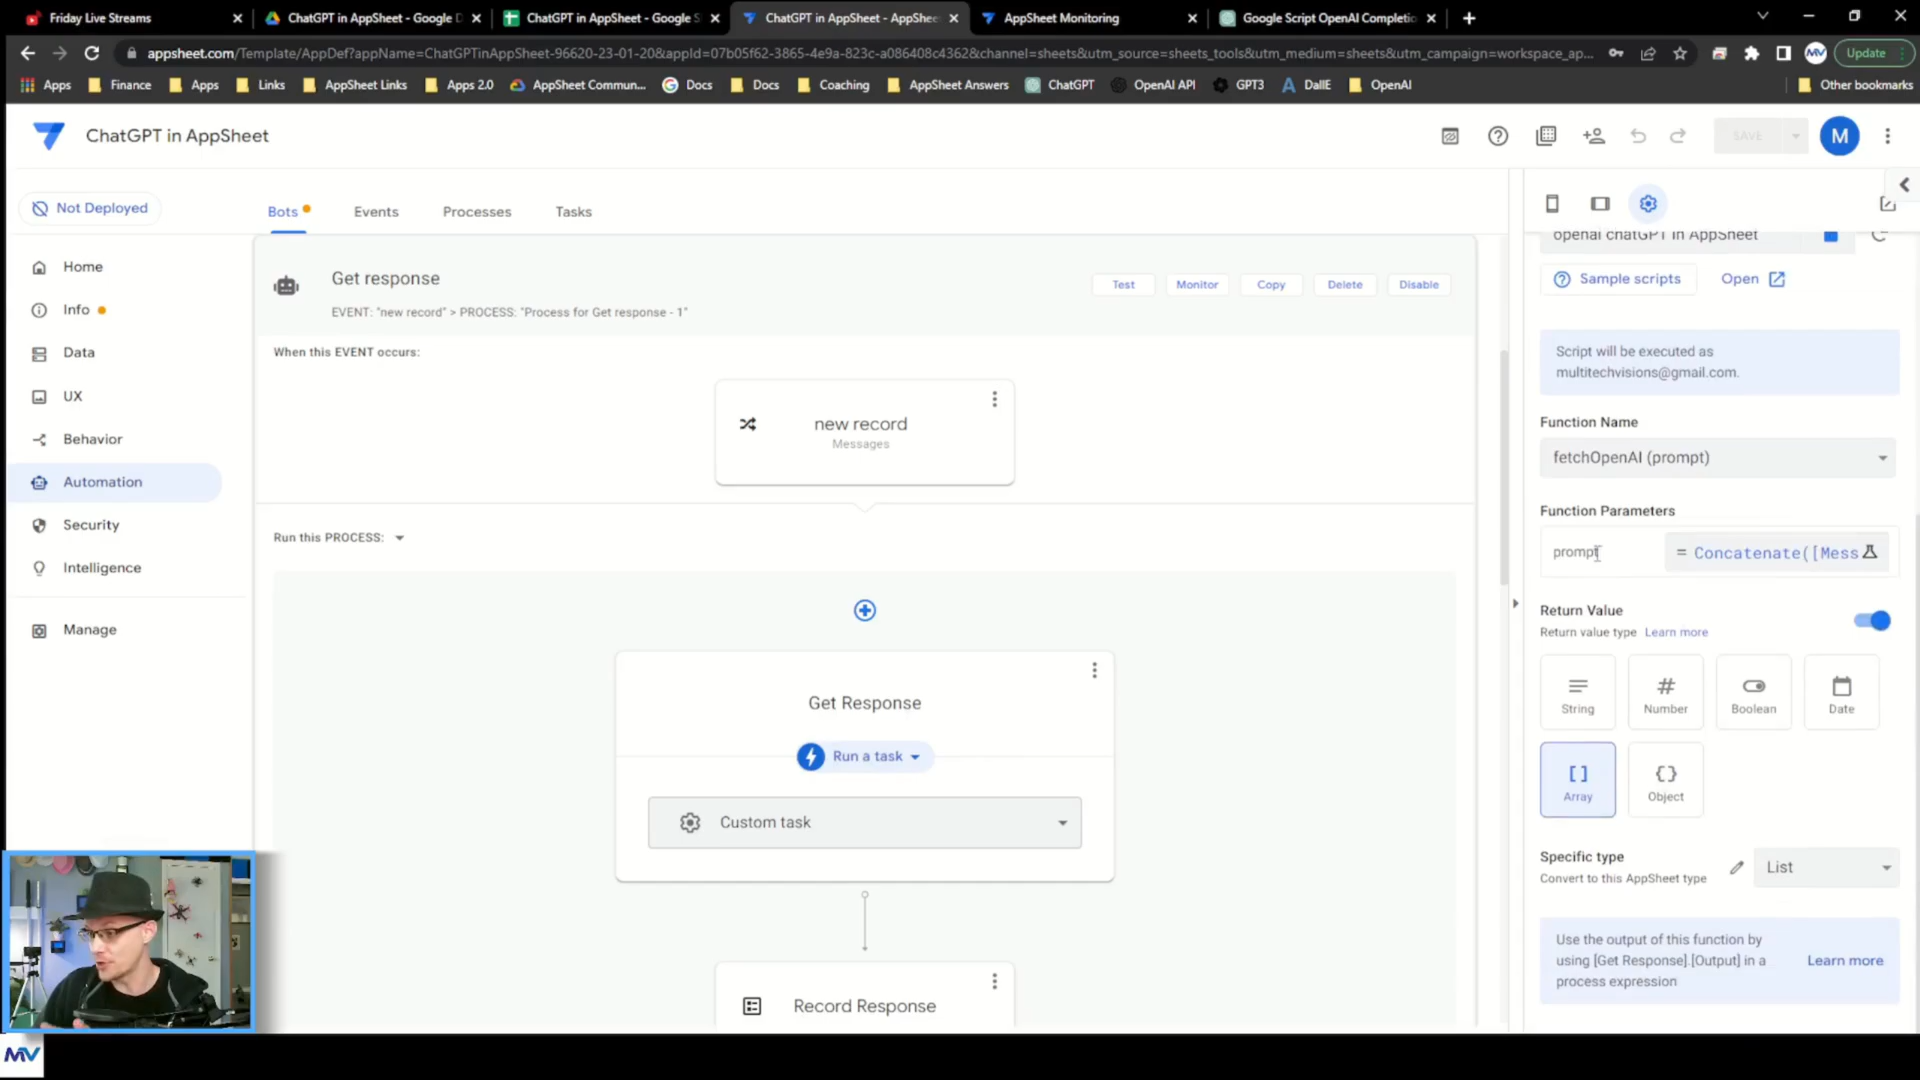 Friday Live Streams
ChatGPT in AppSheet - Google D
ChatGPT in AppSheet - Google S
ChatGPT in AppSheet - AppShee
AppSheet Monitoring
Google Script OpenAI Completio
appsheet.com/Template/AppDef?appName=ChatGPTinAppSheet-96620-23-01-20&appId=07b05f62-3865-4e9a-823c-a086408c4362&channel=sheets&utm_source=sheets_tools&utm_medium=sheets&utm_campaign=workspace_ap...
Update
Apps
Finance
Apps
Links
AppSheet Links
Apps 2.0
AppSheet Commun...
Docs
Docs
Coaching
AppSheet Answers
ChatGPT
OpenAI API
GPT3
DallE
OpenAI
Other bookmarks
ChatGPT in AppSheet
SAVE
M
Not Deployed
Bots
Events
Processes
Tasks
Home
Info
Data
UX
Behavior
Automation
Security
Intelligence
Manage
Get response
EVENT: "new record" > PROCESS: "Process for Get response - 1"
Test
Monitor
Copy
Delete
Disable
When this EVENT occurs:
new record
Messages
Run this PROCESS:
Get Response
Run a task
Custom task
Record Response
openai chatGPT in AppSheet
Sample scripts
Open
Script will be executed as
multitechvisions@gmail.com.
Function Name
fetchOpenAI (prompt)
Function Parameters
prompt
= Concatenate([Mess
Return Value
Return value type Learn more
String
Number
Boolean
Date
Array
Object
Specific type
Convert to this AppSheet type
List
Use the output of this function by
using [Get Response].[Output] in a
process expression
Learn more
MV